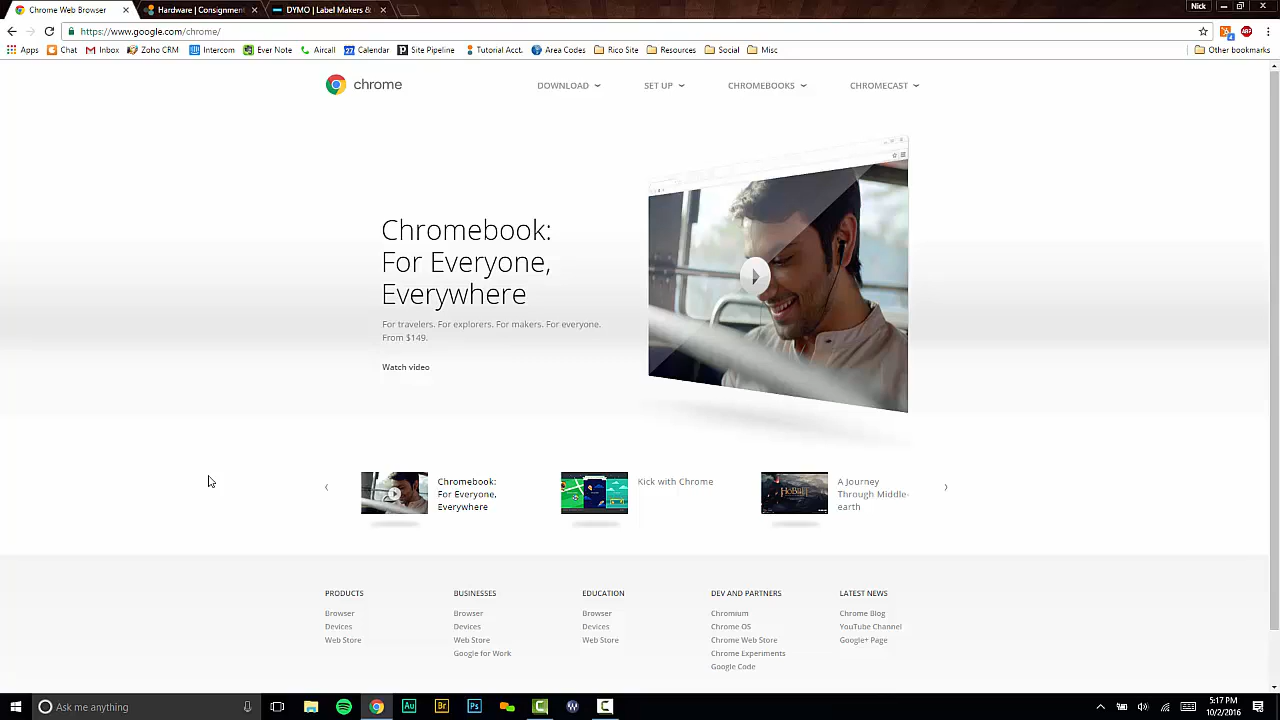 Chrome Web Browser
Hardware | Consignment
DYMO | Label Makers &
Nick
https://www.google.com/chrome/
Apps
Chat
Inbox
Zoho CRM
Intercom
Ever Note
Aircall
27 Calendar
Site Pipeline
Tutorial Acct.
Area Codes
Rico Site
Resources
Social
Misc
Other bookmarks
chrome
DOWNLOAD
SET UP
CHROMEBOOKS
CHROMECAST
Chromebook:
For Everyone,
Everywhere
For travelers. For explorers. For makers. For everyone.
From $149.
Watch video
Chromebook:
For Everyone,
Everywhere
Kick with Chrome
HOBBIT
A Journey
Through Middle-
earth
PRODUCTS
Browser
Devices
Web Store
BUSINESSES
Browser
Devices
Web Store
Google for Work
EDUCATION
Browser
Devices
Web Store
DEV AND PARTNERS
Chromium
Chrome OS
Chrome Web Store
Chrome Experiments
Google Code
LATEST NEWS
Chrome Blog
YouTube Channel
Google+ Page
Ask me anything
Au
Br
Ps
5:17 PM
10/2/2016